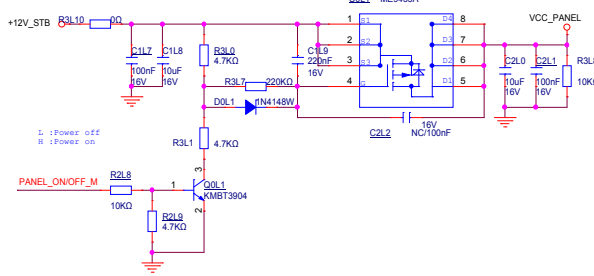 +12V_STB
R3L10
0Ω
C1L7
100nF
16V
C1L8
10uF
16V
R3L0
4.7KΩ
C1L9
220nF
16V
R3L7
220KΩ
D0L1
1N4148W
R3L1
4.7KΩ
1
S1
2
S2
3
S3
4
G
D4
8
D3
7
D2
6
D1
5
C2L2
16V
NC/100nF
VCC_PANEL
C2L0
10uF
16V
C2L1
100nF
16V
R3L8
10KΩ
L :Power off
H :Power on
PANEL_ON/OFF_M
R2L8
10KΩ
R2L9
4.7KΩ
1
3
2
Q0L1
KMBT3904